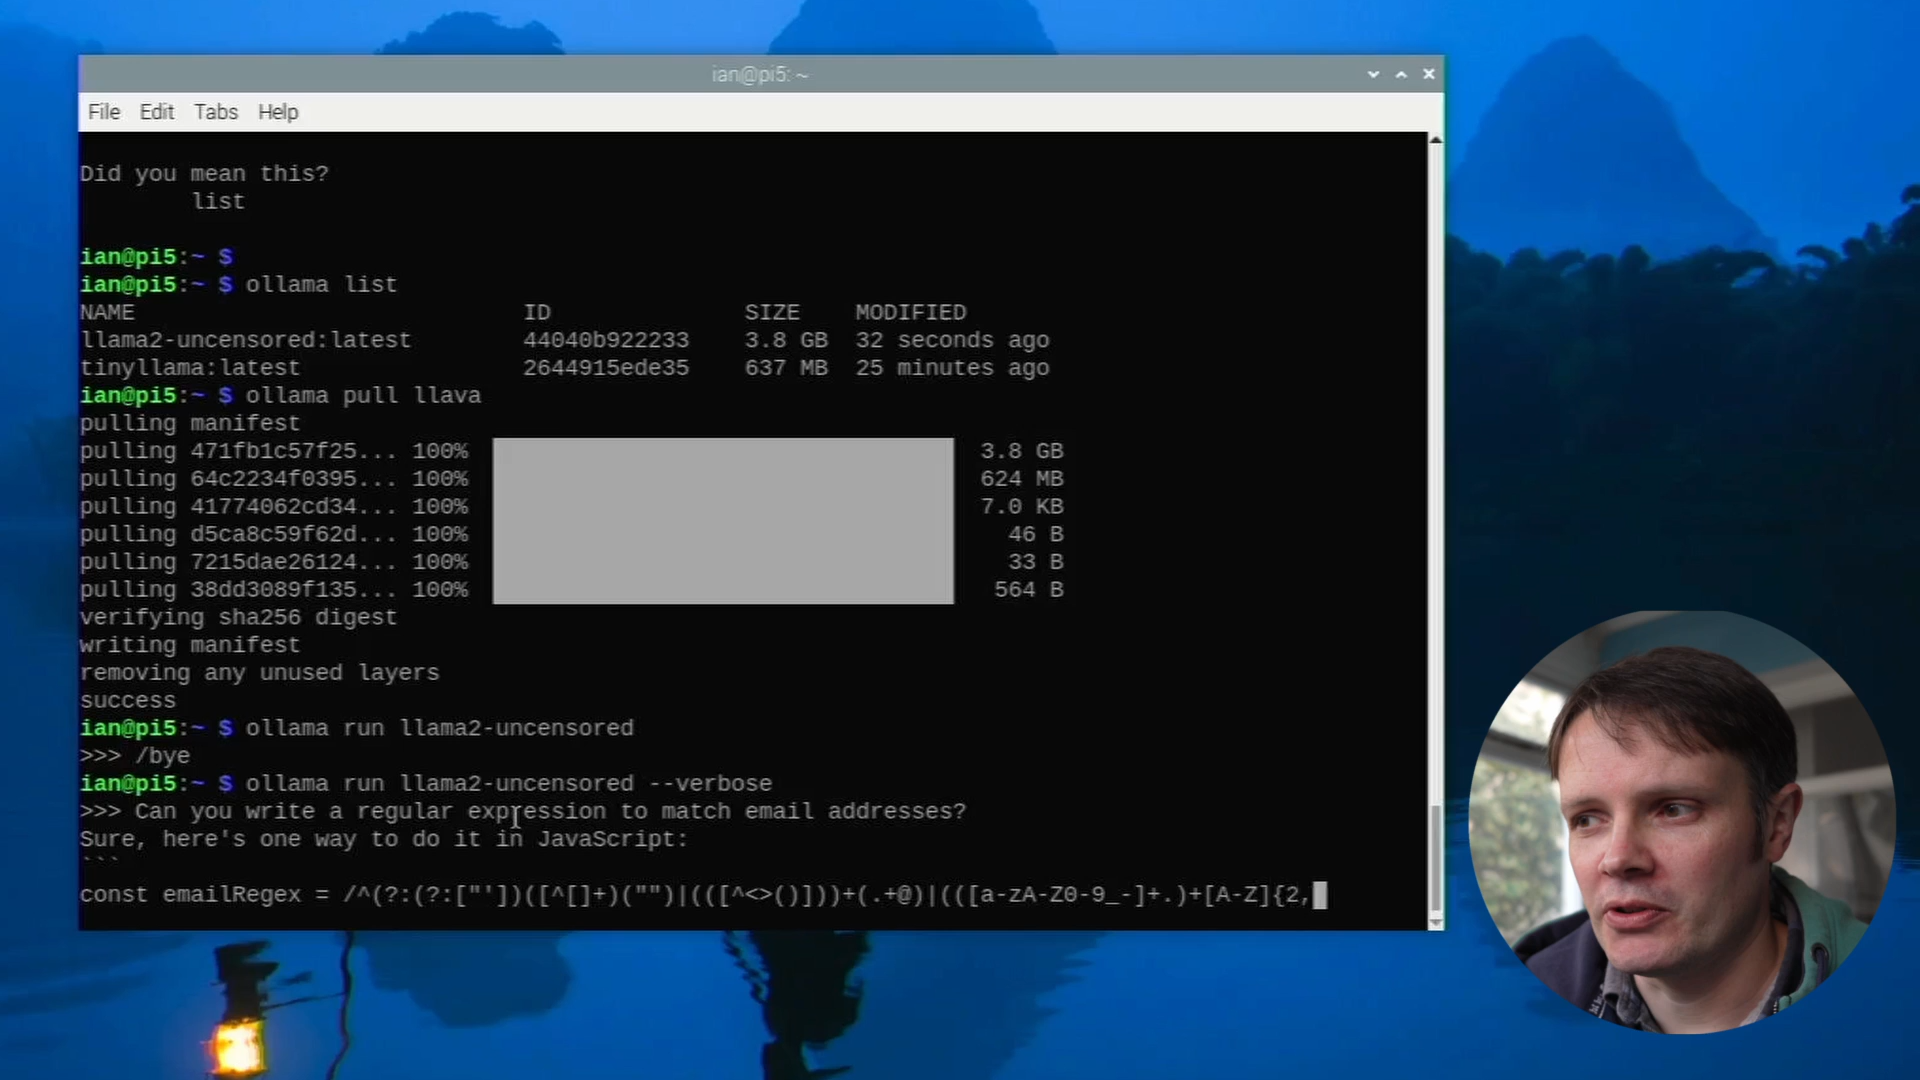 ian@pi5: ~
File Edit Tabs Help
Did you mean this?
list
ian@pi5:~ $
ian@pi5:~ $ ollama list
NAME ID SIZE MODIFIED
llama2-uncensored:latest 44040b922233 3.8 GB 32 seconds ago
tinyllama:latest 2644915ede35 637 MB 25 minutes ago
ian@pi5:~ $ ollama pull llava
pulling manifest
pulling 471fb1c57f25... 100% 3.8 GB
pulling 64c2234f0395... 100% 624 MB
pulling 41774062cd34... 100% 7.0 KB
pulling d5ca8c59f62d... 100% 46 B
pulling 7215dae26124... 100% 33 B
pulling 38dd3089f135... 100% 564 B
verifying sha256 digest
writing manifest
removing any unused layers
success
ian@pi5:~ $ ollama run llama2-uncensored
>>> /bye
ian@pi5:~ $ ollama run llama2-uncensored --verbose
>>> Can you write a regular expression to match email addresses?
Sure, here's one way to do it in JavaScript:
```
const emailRegex = /^(?:(?:["'])([^[]+)("")|(([^<>()]))+(.+@)|(([a-zA-Z0-9_-]+.)+[A-Z]{2,